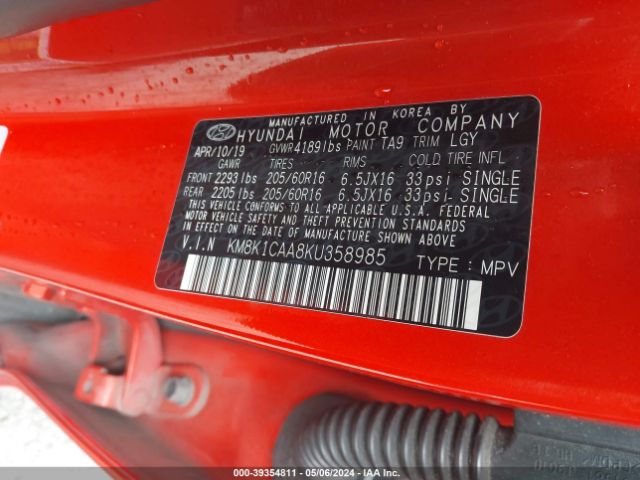 MANUFACTURED IN KOREA BY
HYUNDAI MOTOR COMPANY
APR/10/19 GVWR 4189lbs PAINT TA9 TRIM LGY
GAWR TIRES RIMS COLD TIRE INFL
FRONT 2293lbs 205/60R16 6.5JX16 33psi SINGLE
REAR 2205lbs 205/60R16 6.5JX16 33psi SINGLE
THIS VEHICLE CONFORMS TO ALL APPLICABLE U.S.A. FEDERAL
MOTOR VEHICLE SAFETY AND THEFT PREVENTION STANDARDS
IN EFFECT ON THE DATE OF MANUFACTURE SHOWN ABOVE.
V.I.N KM8K1CAA8KU358985 TYPE : MPV
000-39354811 - 05/06/2024 - IAA Inc.